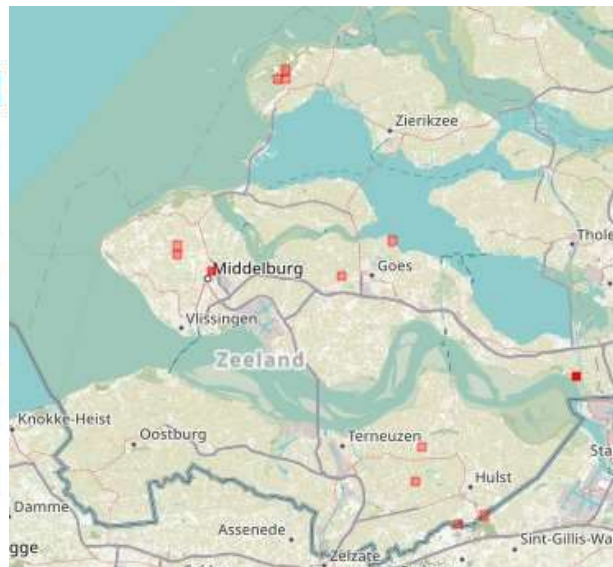 Zierikzee
Thole
Middelburg
Goes
Vlissingen
Zeeland
Knokke-Heist
Oostburg
Terneuzen
Hulst
Sta
Damme
Assenede
Sint-Gillis-Wa
gge
Zelzate